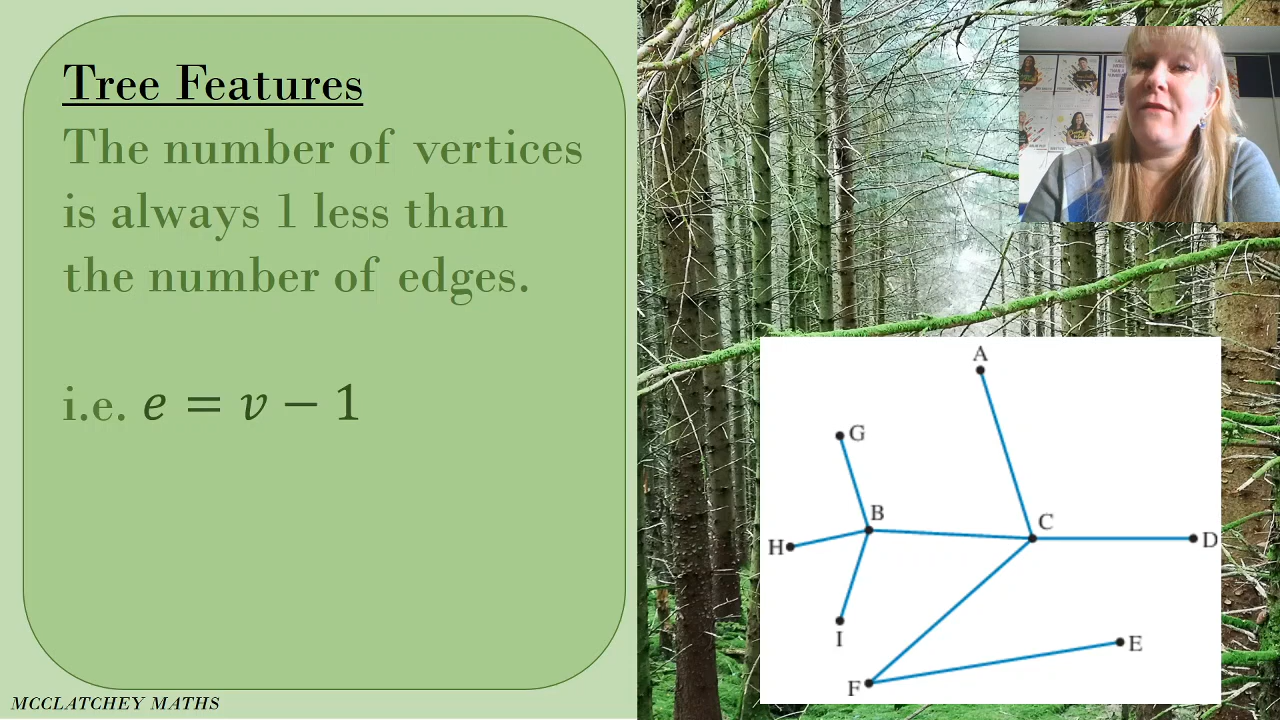 Tree Features
The number of vertices
is always 1 less than
the number of edges.
i.e. e = v − 1
A
G
B
C
H
D
I
E
F
MCCLATCHEY MATHS